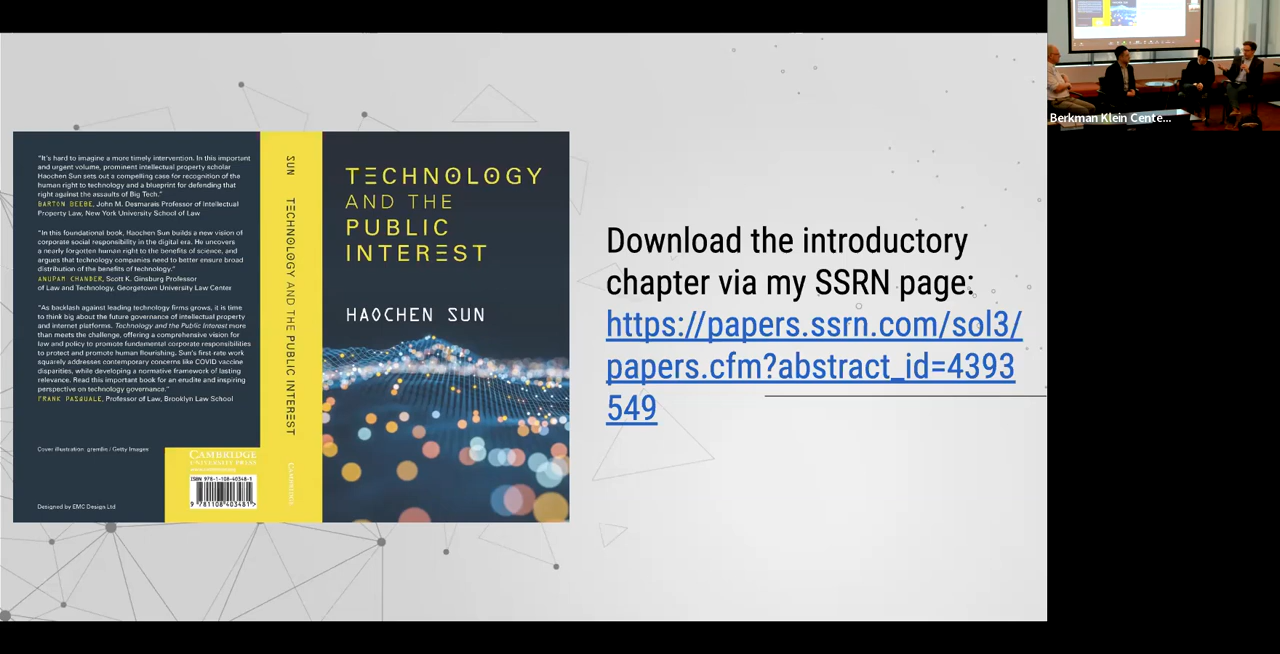 "It's hard to imagine a more timely intervention. In this important
and urgent volume, prominent intellectual property scholar
Haochen Sun sets out a compelling case for recognition of the
human right to technology and a blueprint for defending that
right against the assaults of Big Tech."
BARTON BEEBE, John M. Desmarais Professor of Intellectual
Property Law, New York University School of Law
"In this foundational book, Haochen Sun builds a new vision of
corporate social responsibility in the digital era. He uncovers
a nearly forgotten human right to the benefits of science, and
argues that technology companies need to better ensure broad
distribution of the benefits of technology."
ANUPAM CHANDER, Scott K. Ginsburg Professor
of Law and Technology, Georgetown University Law Center
"As backlash against leading technology firms grows, it is time
to think big about the future governance of intellectual property
and internet platforms. Technology and the Public Interest more
than meets the challenge, offering a comprehensive vision for
law and policy to promote fundamental corporate responsibilities
to protect and promote human flourishing. Sun's first-rate work
squarely addresses contemporary concerns like COVID vaccine
disparities, while developing a normative framework of lasting
relevance. Read this important book for an erudite and inspiring
perspective on technology governance."
FRANK PASQUALE, Professor of Law, Brooklyn Law School
Cover illustration: gremlin / Getty Images
Designed by EMC Design Ltd
CAMBRIDGE
UNIVERSITY PRESS
ISBN 978-1-108-40348-1
9 781108 403481 >
SUN TECHNOLOGY AND THE PUBLIC INTEREST CAMBRIDGE
TECHNOLOGY
AND THE
PUBLIC
INTEREST
HAOCHEN SUN
Download the introductory
chapter via my SSRN page:
https://papers.ssrn.com/sol3/
papers.cfm?abstract_id=4393
549
Berkman Klein Cente...